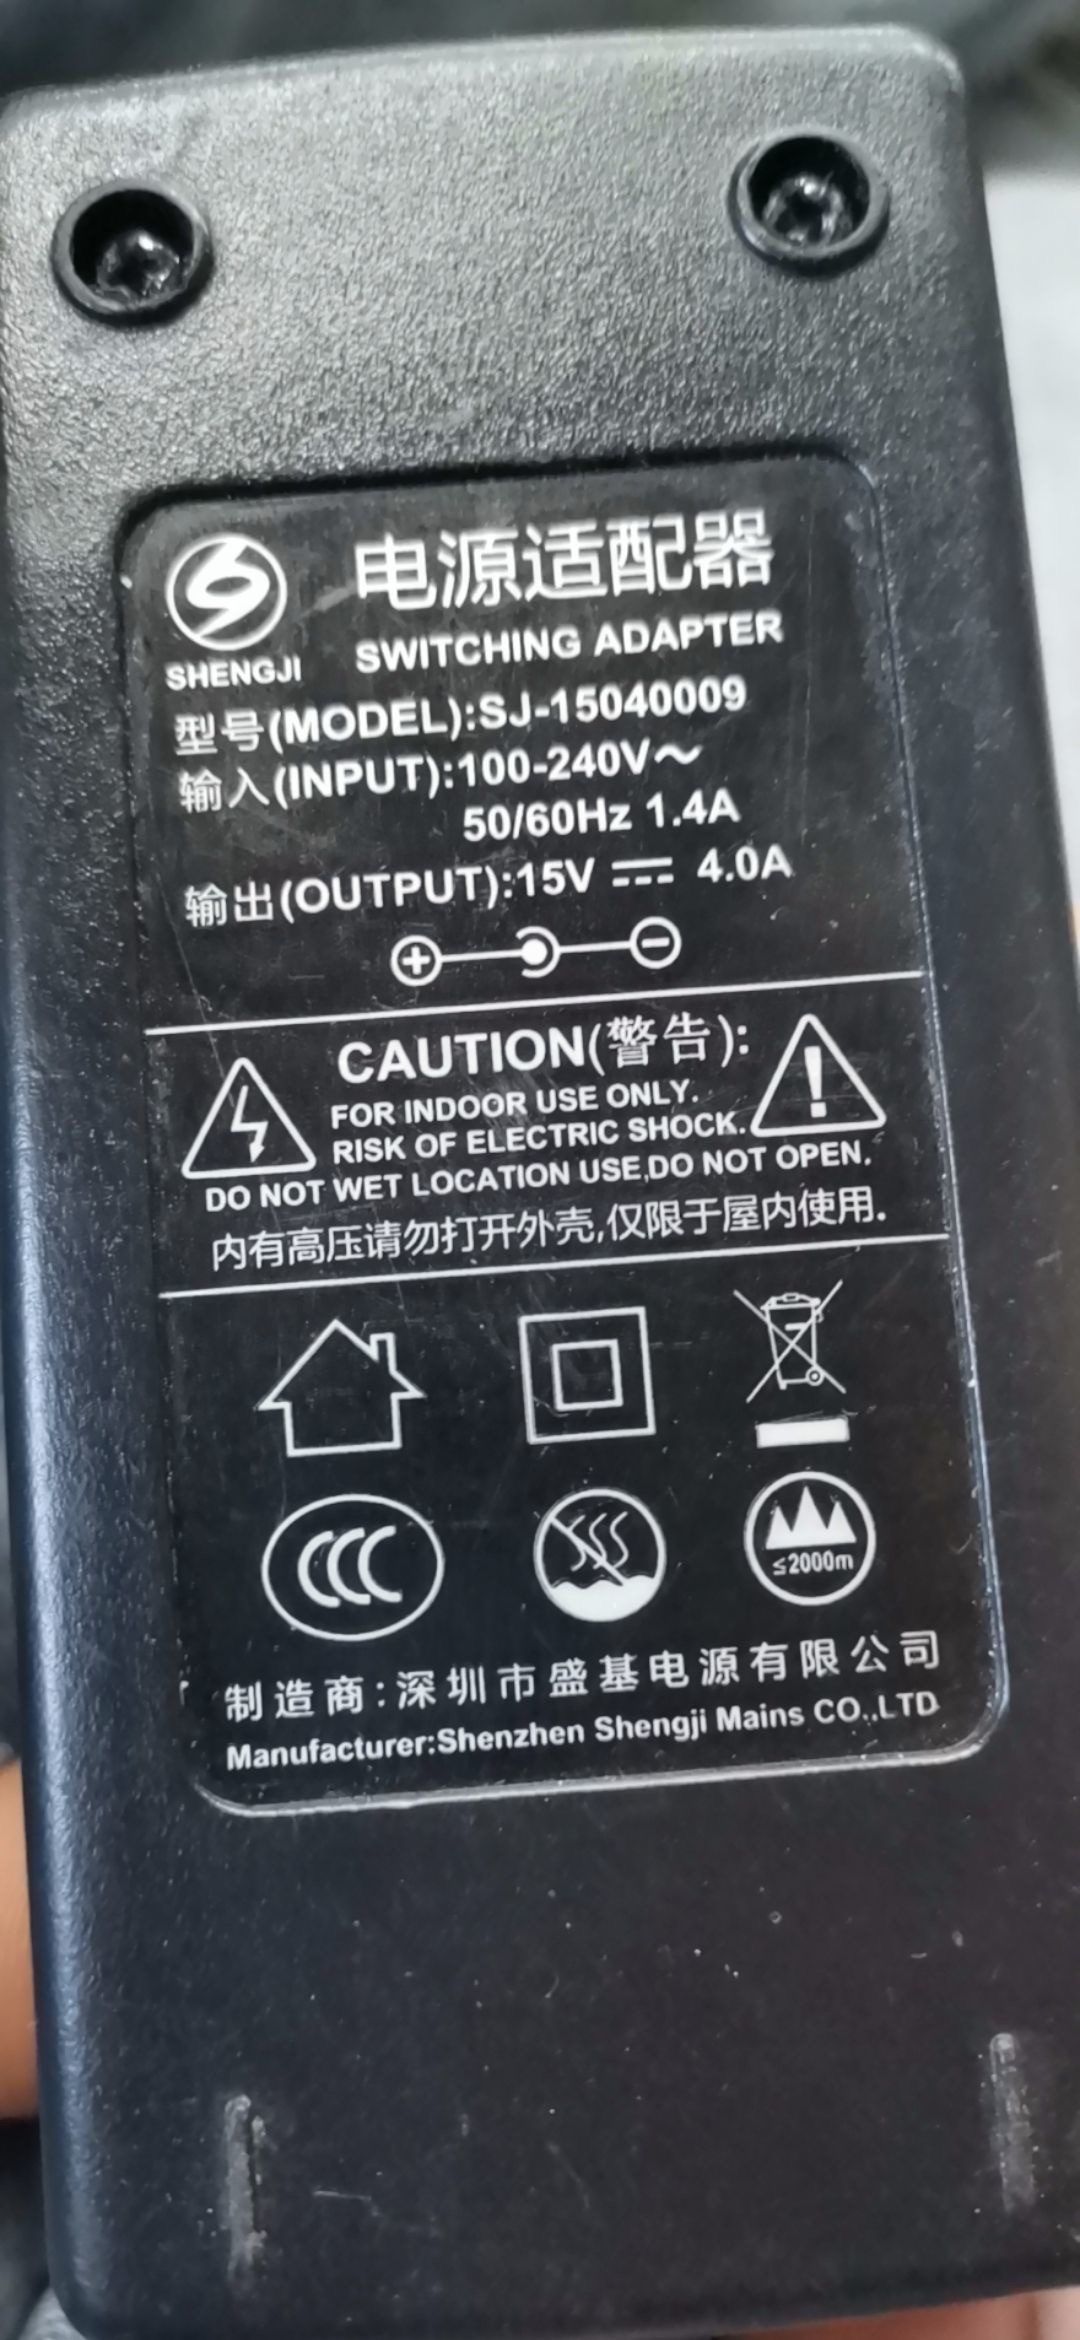 电源适配器
SHENGJI
SWITCHING ADAPTER
型号(MODEL):SJ-15040009
输入(INPUT):100-240V～
50/60Hz 1.4A
输出(OUTPUT):15V ⎓ 4.0A
CAUTION(警告):
FOR INDOOR USE ONLY.
RISK OF ELECTRIC SHOCK.
DO NOT WET LOCATION USE,DO NOT OPEN.
内有高压请勿打开外壳,仅限于屋内使用.
≤2000m
制造商:深圳市盛基电源有限公司
Manufacturer:Shenzhen Shengji Mains CO.,LTD